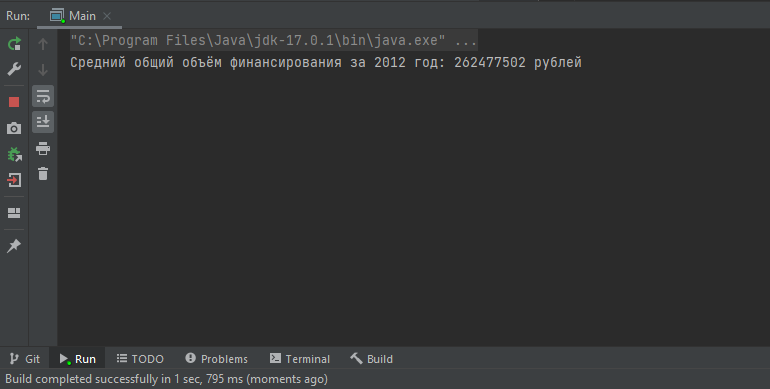 Run: Main
"C:\Program Files\Java\jdk-17.0.1\bin\java.exe" ...
Средний общий объём финансирования за 2012 год: 262477502 рублей
Git Run TODO Problems Terminal Build
Build completed successfully in 1 sec, 795 ms (moments ago)